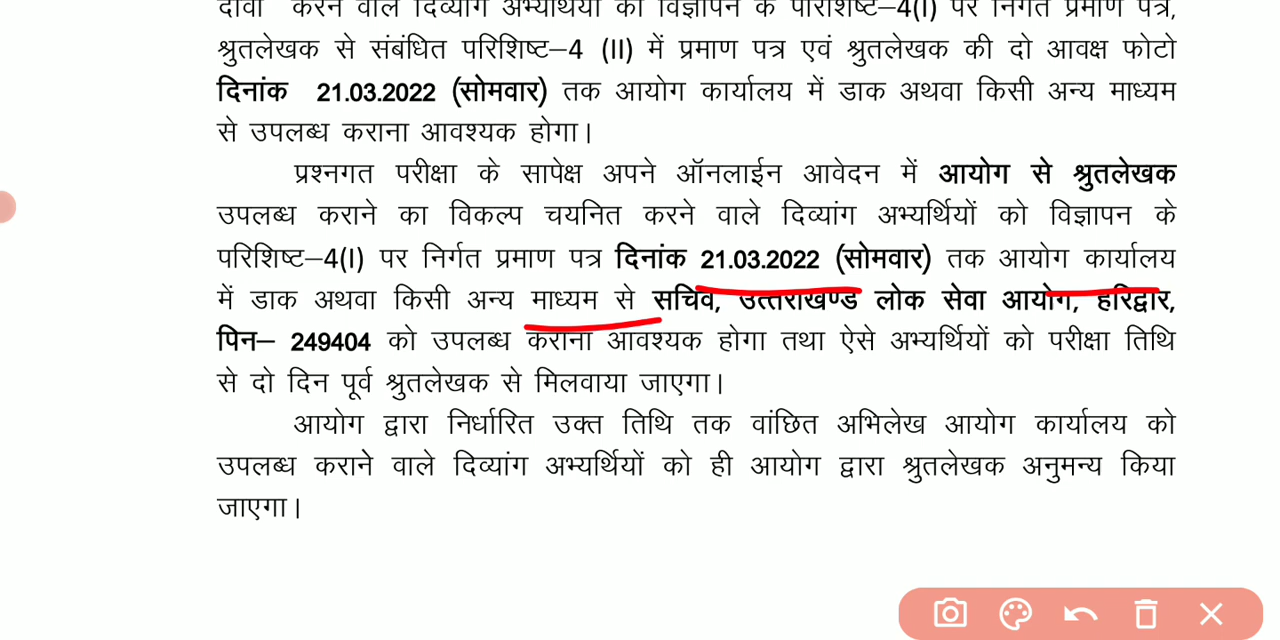 दावा करने वाले दिव्यांग अभ्यर्थियों को विज्ञापन के परिशिष्ट–4(I) पर निर्गत प्रमाण पत्र,
श्रुतलेखक से संबंधित परिशिष्ट–4 (II) में प्रमाण पत्र एवं श्रुतलेखक की दो आवक्ष फोटो
दिनांक 21.03.2022 (सोमवार) तक आयोग कार्यालय में डाक अथवा किसी अन्य माध्यम
से उपलब्ध कराना आवश्यक होगा।
प्रश्नगत परीक्षा के सापेक्ष अपने ऑनलाईन आवेदन में आयोग से श्रुतलेखक
उपलब्ध कराने का विकल्प चयनित करने वाले दिव्यांग अभ्यर्थियों को विज्ञापन के
परिशिष्ट–4(I) पर निर्गत प्रमाण पत्र दिनांक 21.03.2022 (सोमवार) तक आयोग कार्यालय
में डाक अथवा किसी अन्य माध्यम से सचिव, उत्तराखण्ड लोक सेवा आयोग, हरिद्वार,
पिन– 249404 को उपलब्ध कराना आवश्यक होगा तथा ऐसे अभ्यर्थियों को परीक्षा तिथि
से दो दिन पूर्व श्रुतलेखक से मिलवाया जाएगा।
आयोग द्वारा निर्धारित उक्त तिथि तक वांछित अभिलेख आयोग कार्यालय को
उपलब्ध कराने वाले दिव्यांग अभ्यर्थियों को ही आयोग द्वारा श्रुतलेखक अनुमन्य किया
जाएगा।